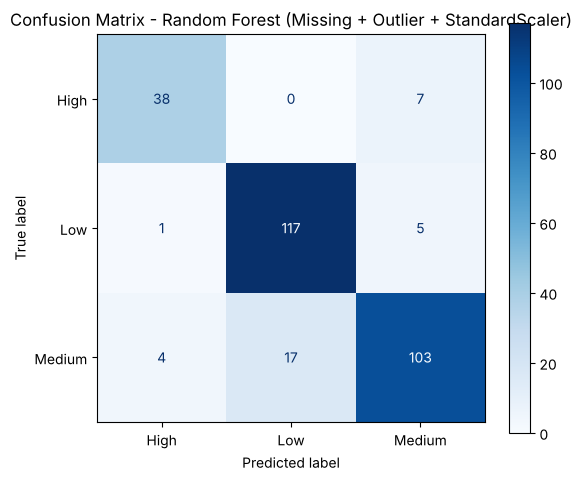 Confusion Matrix - Random Forest (Missing + Outlier + StandardScaler)
High
38
0
7
Low
1
117
5
Medium
4
17
103
High
Low
Medium
True label
Predicted label
100
80
60
40
20
0